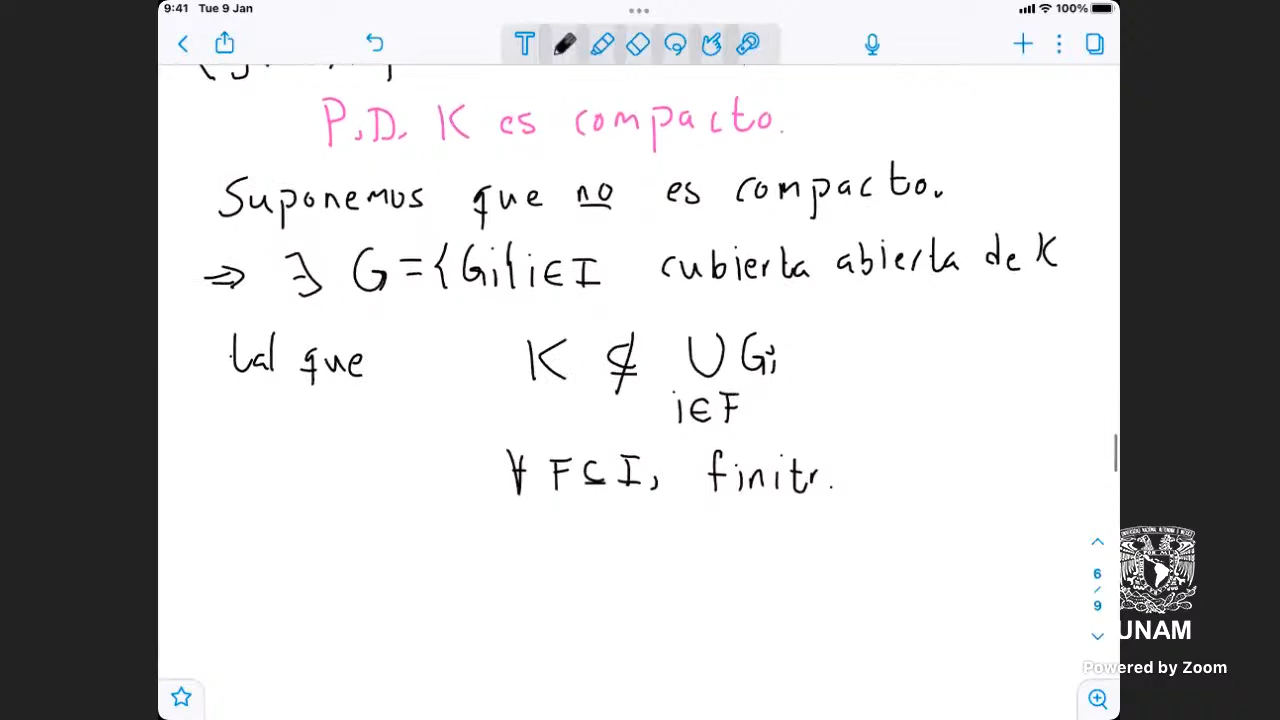 9:41 Tue 9 Jan
100%
P.D. K es compacto.
Suponemos que no es compacto.
⇒ ∃ G = { Gi } i∈I cubierta abierta de K
tal que K ⊈ ∪ Gi
i∈F
∀ F ⊆ I, finito.
6
/
9
UNAM
Powered by Zoom